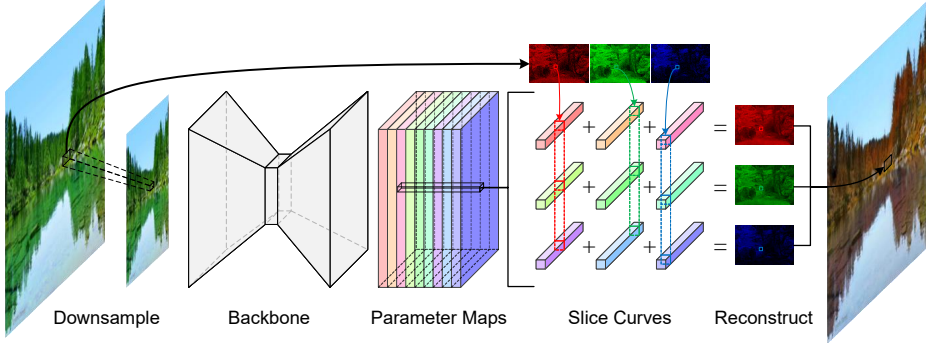 Downsample
Backbone
Parameter Maps
Slice Curves
Reconstruct
+ + =
+ + =
+ + =